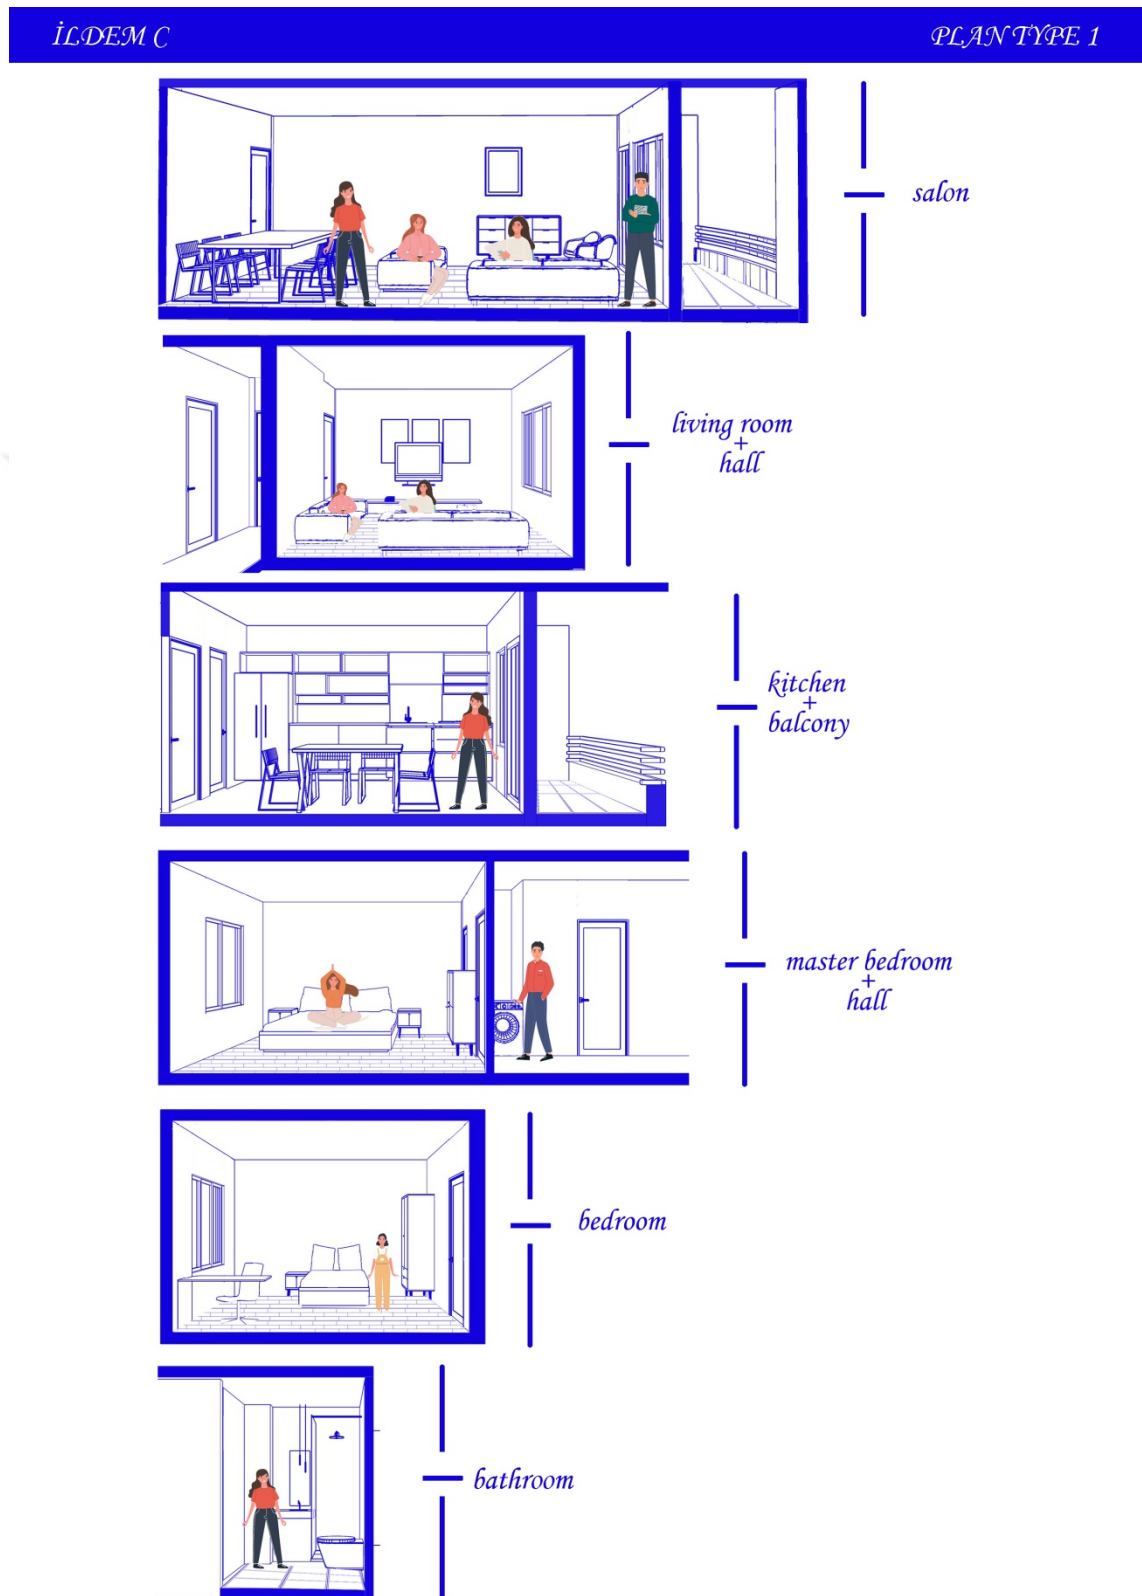 İLDEM C
PLAN TYPE 1
salon
living room
+
hall
kitchen
+
balcony
master bedroom
+
hall
bedroom
bathroom